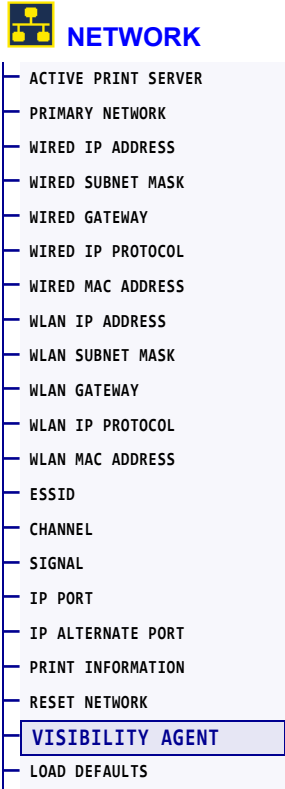 NETWORK
ACTIVE PRINT SERVER
PRIMARY NETWORK
WIRED IP ADDRESS
WIRED SUBNET MASK
WIRED GATEWAY
WIRED IP PROTOCOL
WIRED MAC ADDRESS
WLAN IP ADDRESS
WLAN SUBNET MASK
WLAN GATEWAY
WLAN IP PROTOCOL
WLAN MAC ADDRESS
ESSID
CHANNEL
SIGNAL
IP PORT
IP ALTERNATE PORT
PRINT INFORMATION
RESET NETWORK
VISIBILITY AGENT
LOAD DEFAULTS